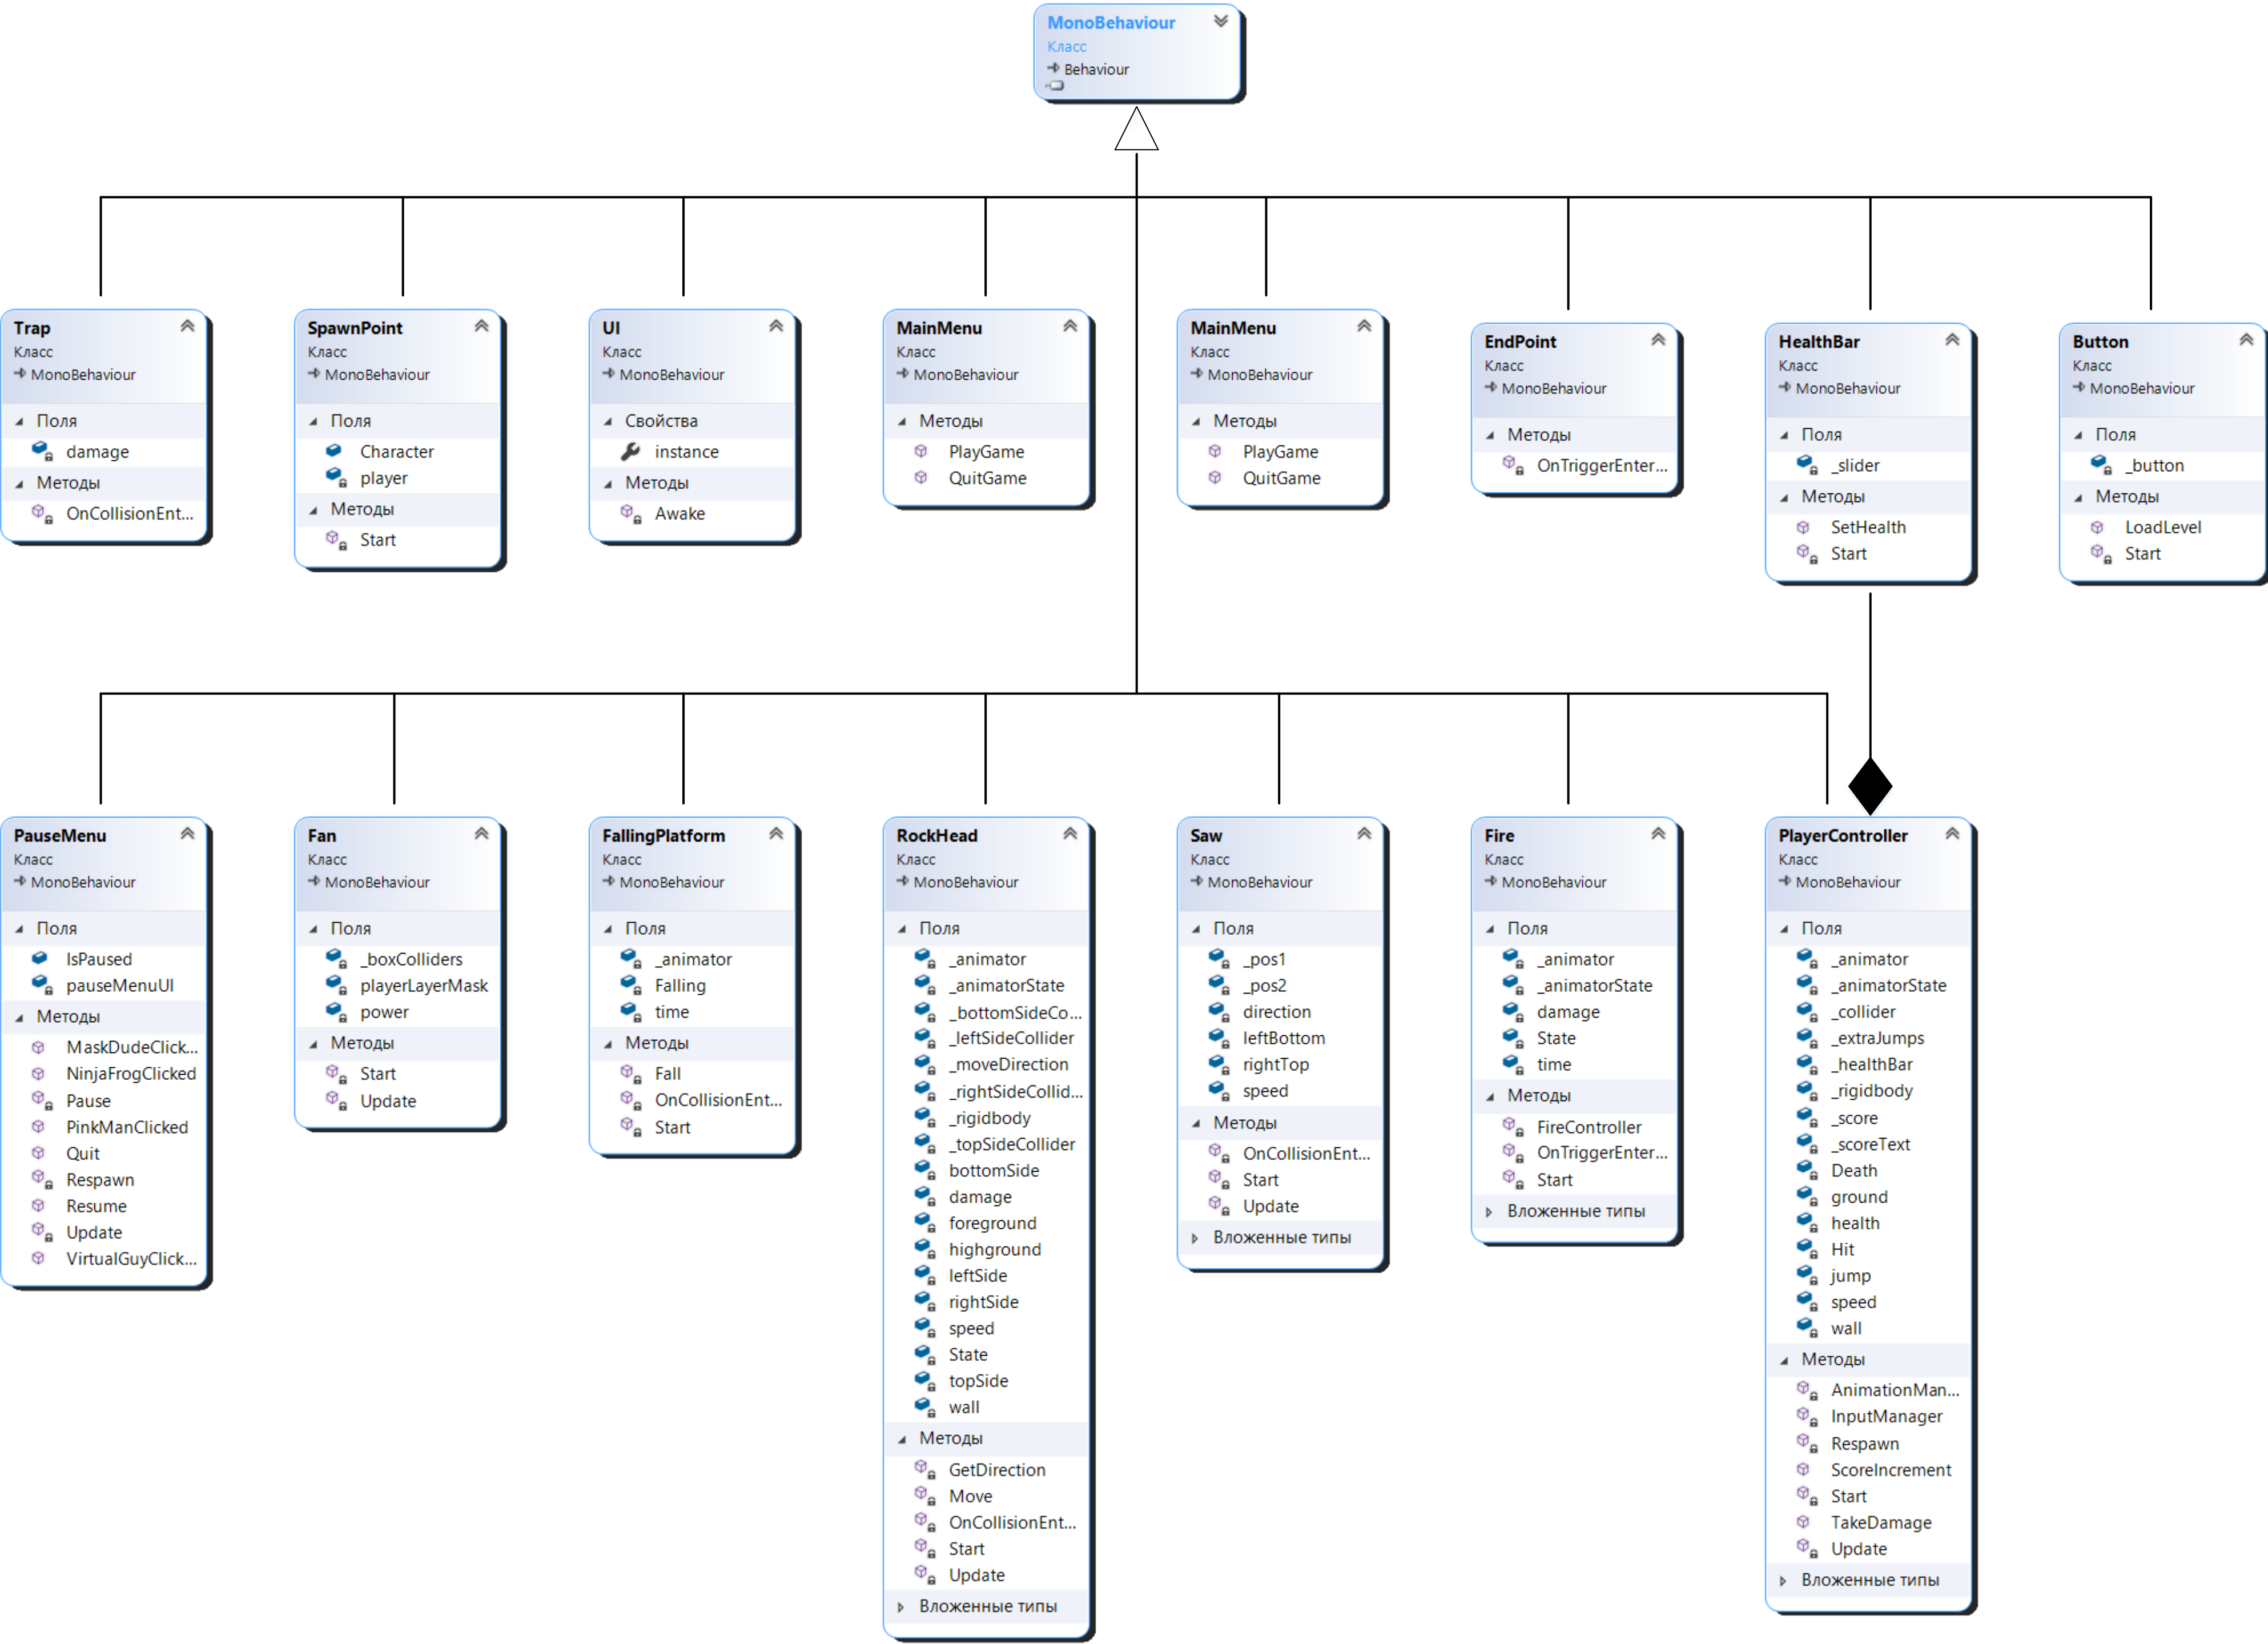 MonoBehaviour
Класс
Behaviour
Trap
Класс
MonoBehaviour
Поля
damage
Методы
OnCollisionEnt...
SpawnPoint
Класс
MonoBehaviour
Поля
Character
player
Методы
Start
UI
Класс
MonoBehaviour
Свойства
instance
Методы
Awake
MainMenu
Класс
MonoBehaviour
Методы
PlayGame
QuitGame
MainMenu
Класс
MonoBehaviour
Методы
PlayGame
QuitGame
EndPoint
Класс
MonoBehaviour
Методы
OnTriggerEnter...
HealthBar
Класс
MonoBehaviour
Поля
_slider
Методы
SetHealth
Start
Button
Класс
MonoBehaviour
Поля
_button
Методы
LoadLevel
Start
PauseMenu
Класс
MonoBehaviour
Поля
IsPaused
pauseMenuUI
Методы
MaskDudeClick...
NinjaFrogClicked
Pause
PinkManClicked
Quit
Respawn
Resume
Update
VirtualGuyClick...
Fan
Класс
MonoBehaviour
Поля
_boxColliders
playerLayerMask
power
Методы
Start
Update
FallingPlatform
Класс
MonoBehaviour
Поля
_animator
Falling
time
Методы
Fall
OnCollisionEnt...
Start
RockHead
Класс
MonoBehaviour
Поля
_animator
_animatorState
_bottomSideCo...
_leftSideCollider
_moveDirection
_rightSideCollid...
_rigidbody
_topSideCollider
bottomSide
damage
foreground
highground
leftSide
rightSide
speed
State
topSide
wall
Методы
GetDirection
Move
OnCollisionEnt...
Start
Update
Вложенные типы
Saw
Класс
MonoBehaviour
Поля
_pos1
_pos2
direction
leftBottom
rightTop
speed
Методы
OnCollisionEnt...
Start
Update
Вложенные типы
Fire
Класс
MonoBehaviour
Поля
_animator
_animatorState
damage
State
time
Методы
FireController
OnTriggerEnter...
Start
Вложенные типы
PlayerController
Класс
MonoBehaviour
Поля
_animator
_animatorState
_collider
_extraJumps
_healthBar
_rigidbody
_score
_scoreText
Death
ground
health
Hit
jump
speed
wall
Методы
AnimationMan...
InputManager
Respawn
ScoreIncrement
Start
TakeDamage
Update
Вложенные типы